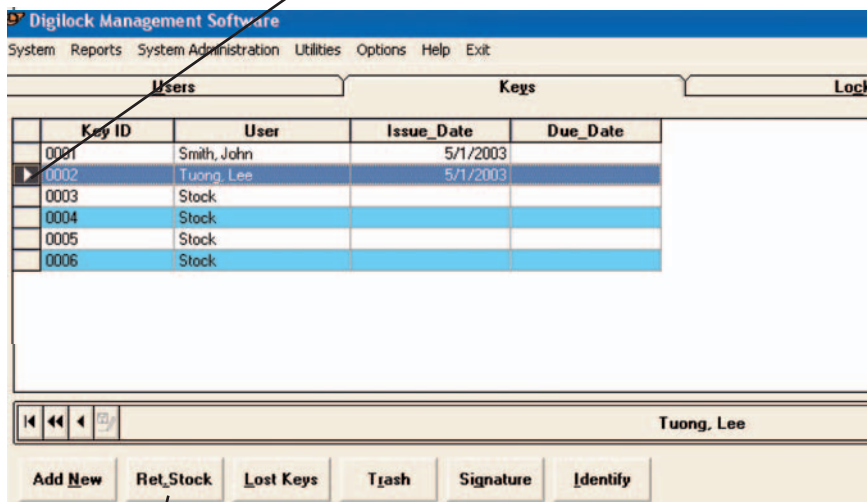 Digilock Management Software
System Reports System Administration Utilities Options Help Exit
Users Keys Lock
Key ID User Issue_Date Due_Date
0001 Smith, John 5/1/2003
0002 Tuong, Lee 5/1/2003
0003 Stock
0004 Stock
0005 Stock
0006 Stock
Tuong, Lee
Add New Ret_Stock Lost Keys Trash Signature Identify